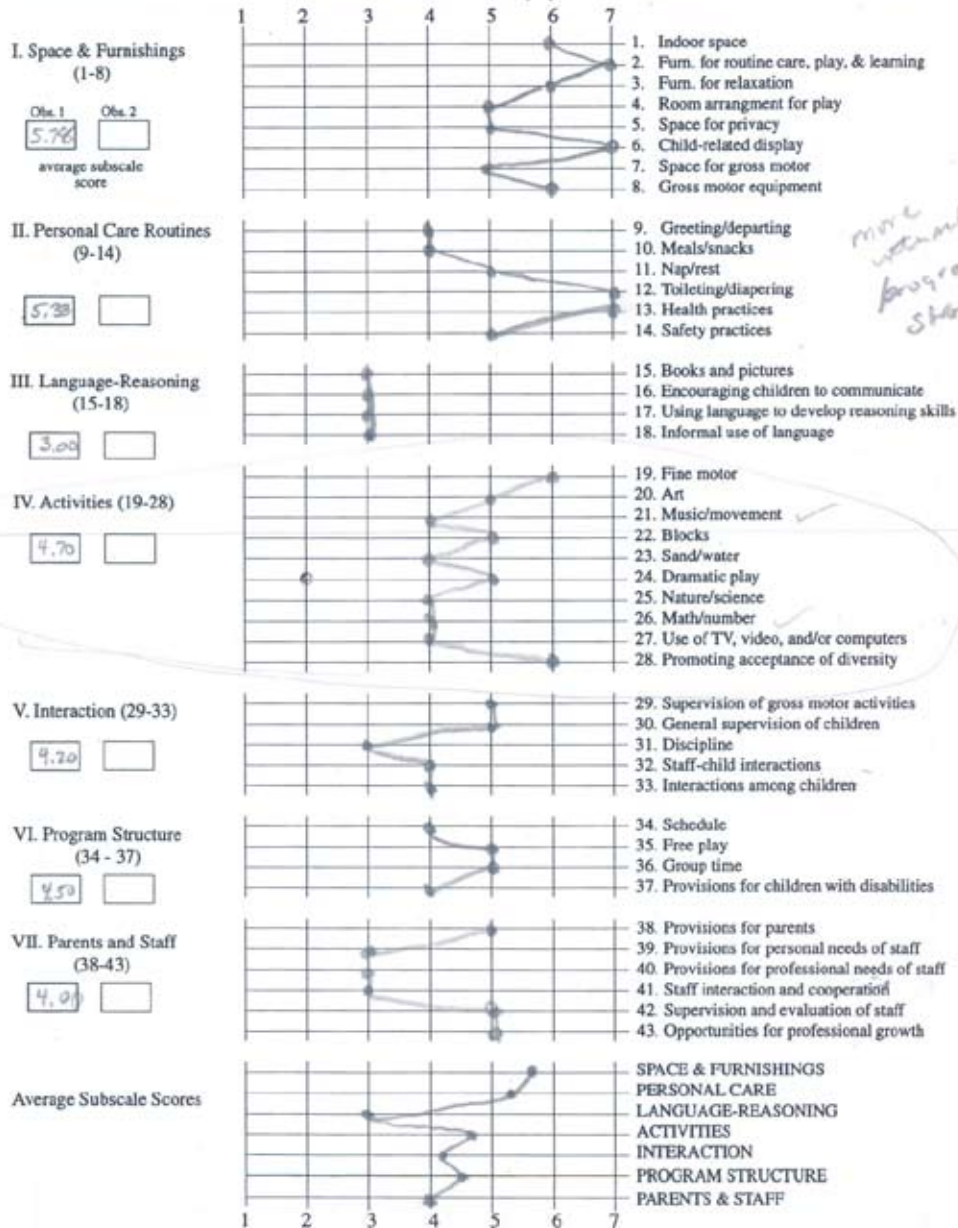 1 2 3 4 5 6 7
I. Space & Furnishings
(1-8)
Obs. 1 Obs. 2
average subscale
score
1. Indoor space
2. Furn. for routine care, play, & learning
3. Furn. for relaxation
4. Room arrangment for play
5. Space for privacy
6. Child-related display
7. Space for gross motor
8. Gross motor equipment
II. Personal Care Routines
(9-14)
5.33
9. Greeting/departing
10. Meals/snacks
11. Nap/rest
12. Toileting/diapering
13. Health practices
14. Safety practices
more
III. Language-Reasoning
(15-18)
3.00
15. Books and pictures
16. Encouraging children to communicate
17. Using language to develop reasoning skills
18. Informal use of language
IV. Activities (19-28)
4.70
19. Fine motor
20. Art
21. Music/movement
22. Blocks
23. Sand/water
24. Dramatic play
25. Nature/science
26. Math/number
27. Use of TV, video, and/or computers
28. Promoting acceptance of diversity
V. Interaction (29-33)
4.20
29. Supervision of gross motor activities
30. General supervision of children
31. Discipline
32. Staff-child interactions
33. Interactions among children
VI. Program Structure
(34 - 37)
4.50
34. Schedule
35. Free play
36. Group time
37. Provisions for children with disabilities
VII. Parents and Staff
(38-43)
4.00
38. Provisions for parents
39. Provisions for personal needs of staff
40. Provisions for professional needs of staff
41. Staff interaction and cooperation
42. Supervision and evaluation of staff
43. Opportunities for professional growth
Average Subscale Scores
SPACE & FURNISHINGS
PERSONAL CARE
LANGUAGE-REASONING
ACTIVITIES
INTERACTION
PROGRAM STRUCTURE
PARENTS & STAFF
1 2 3 4 5 6 7